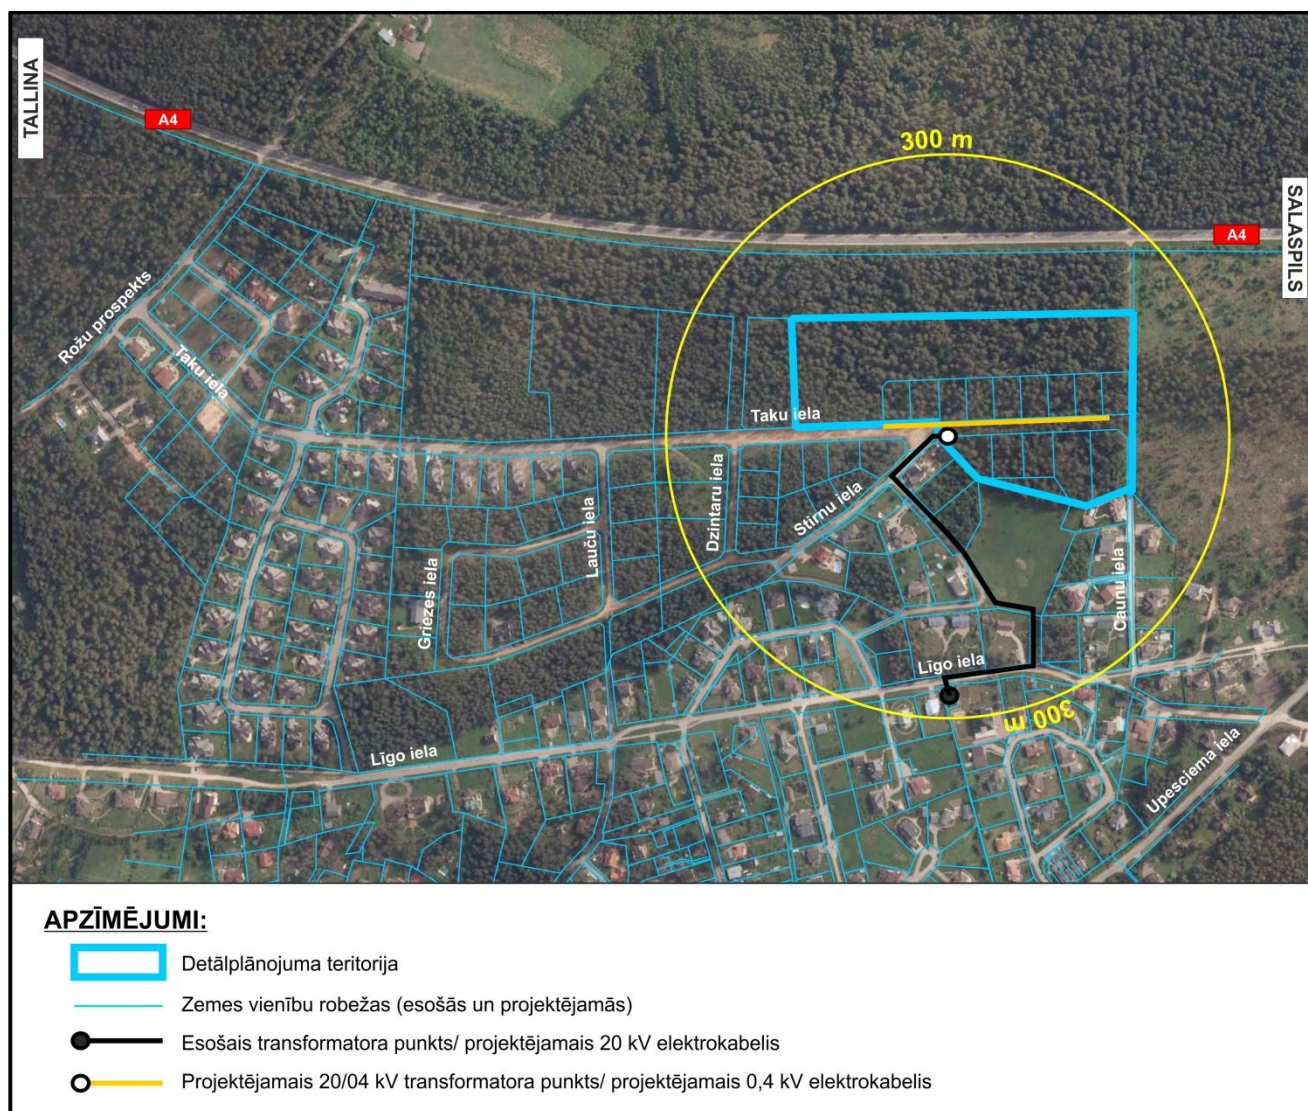 TALLINA
A4
300 m
SALASPILS
A4
Rožu prospekts
Taku iela
Taku iela
Dzintaru iela
Stirnu iela
Lauču iela
Griezes iela
Cauņu iela
Līgo iela
300 m
Līgo iela
Upesciema iela
APZĪMĒJUMI:
Detālplānojuma teritorija
Zemes vienību robežas (esošās un projektējamās)
Esošais transformatora punkts/ projektējamais 20 kV elektrokabelis
Projektējamais 20/04 kV transformatora punkts/ projektējamais 0,4 kV elektrokabelis